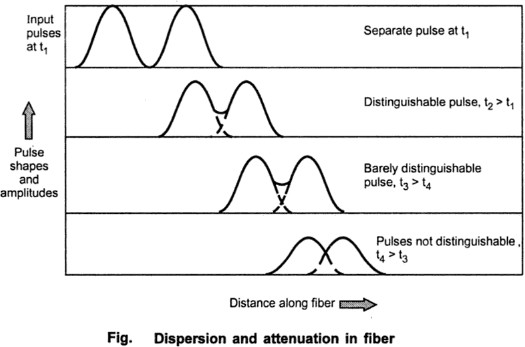 Input
pulses
at t₁
Separate pulse at t₁
Distinguishable pulse, t₂ > t₁
Pulse
shapes
and
amplitudes
Barely distinguishable
pulse, t₃ > t₄
Pulses not distinguishable,
t₄ > t₃
Distance along fiber
Fig. Dispersion and attenuation in fiber